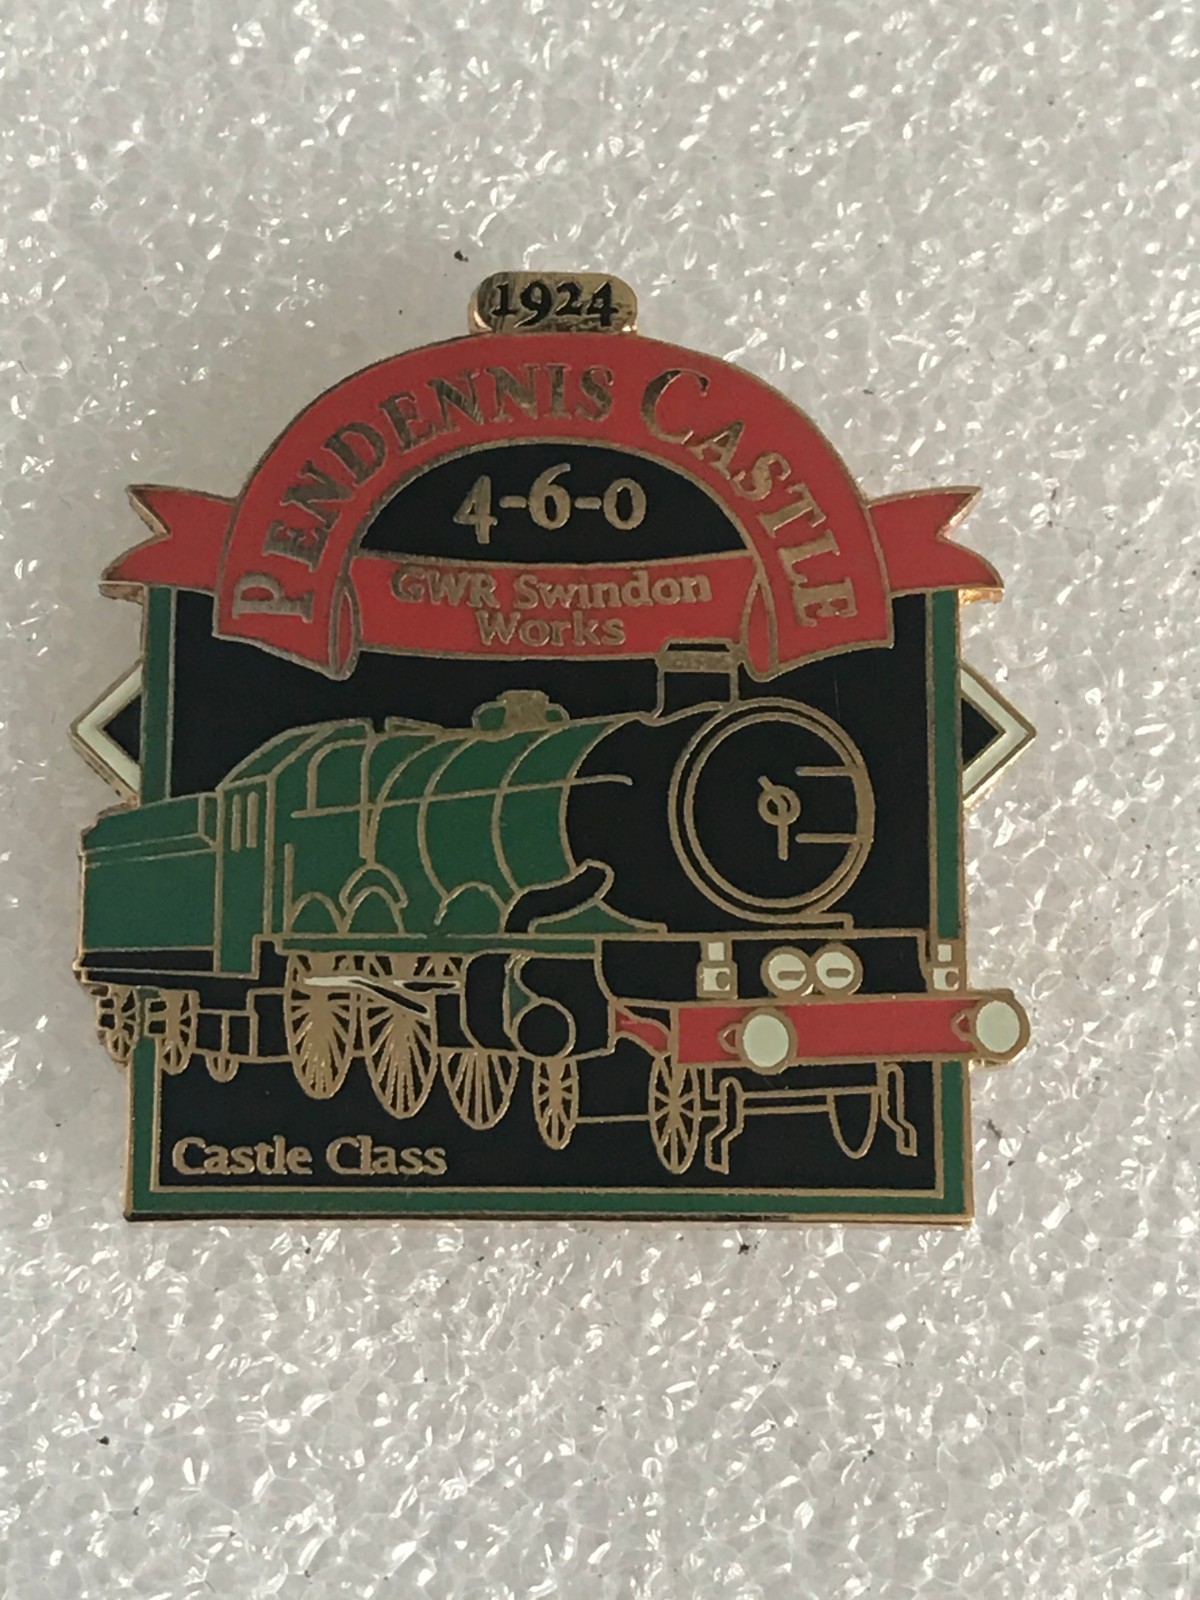 1924
PENDENNIS CASTLE
4-6-0
GWR Swindon
Works
Castle Class